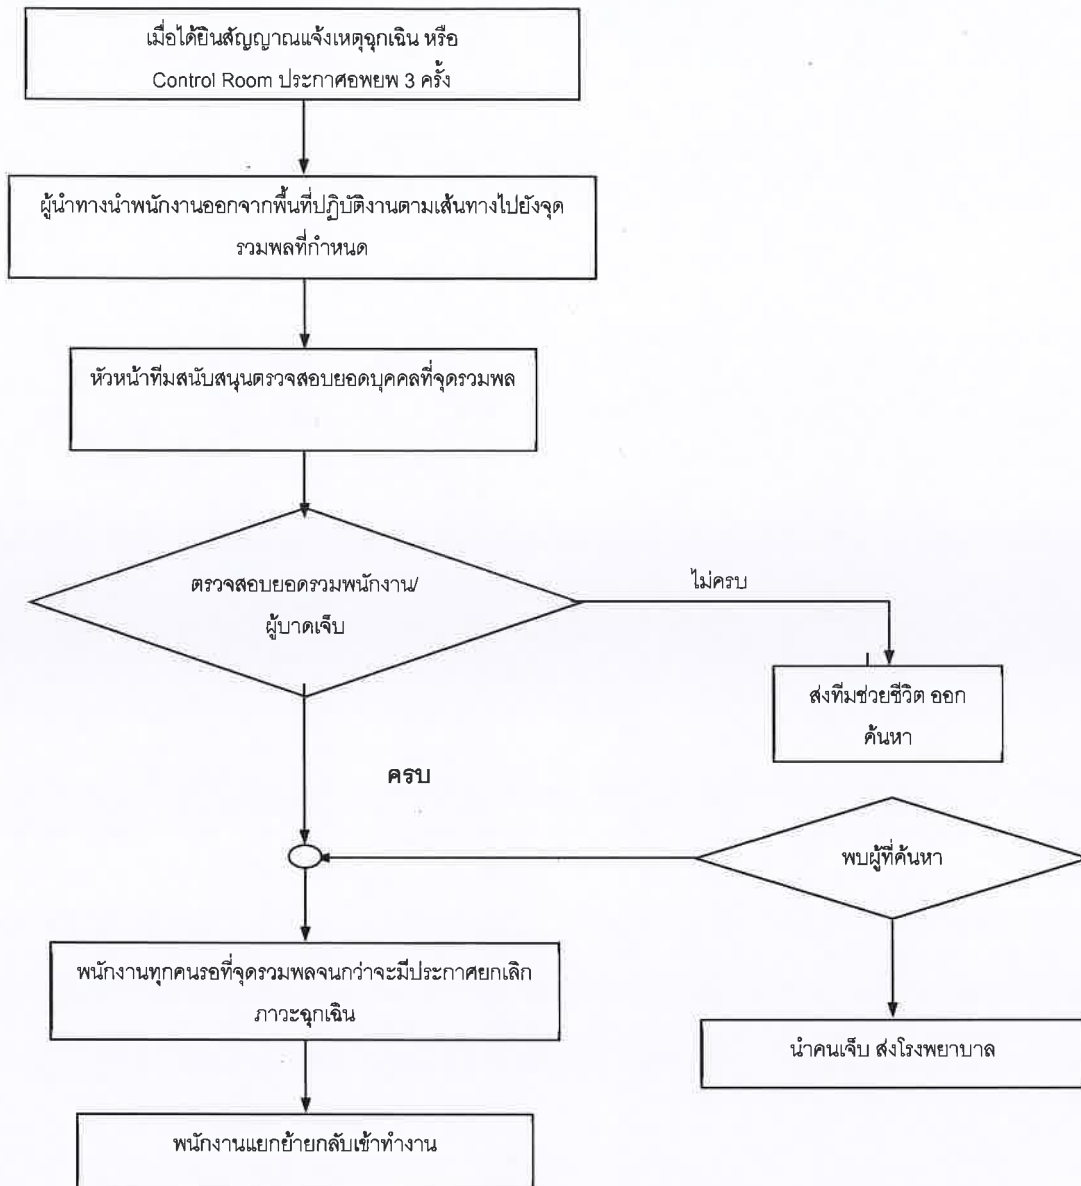 เมื่อได้ยินสัญญาณแจ้งเหตุฉุกเฉิน หรือ
Control Room ประกาศอพยพ 3 ครั้ง
ผู้นำทางนำพนักงานออกจากพื้นที่ปฏิบัติงานตามเส้นทางไปยังจุด
รวมพลที่กำหนด
หัวหน้าทีมสนับสนุนตรวจสอบยอดบุคคลที่จุดรวมพล
ตรวจสอบยอดรวมพนักงาน/
ผู้บาดเจ็บ
ไม่ครบ
ส่งทีมช่วยชีวิต ออก
ค้นหา
ครบ
พบผู้ที่ค้นหา
พนักงานทุกคนรอที่จุดรวมพลจนกว่าจะมีประกาศยกเลิก
ภาวะฉุกเฉิน
นำคนเจ็บ ส่งโรงพยาบาล
พนักงานแยกย้ายกลับเข้าทำงาน